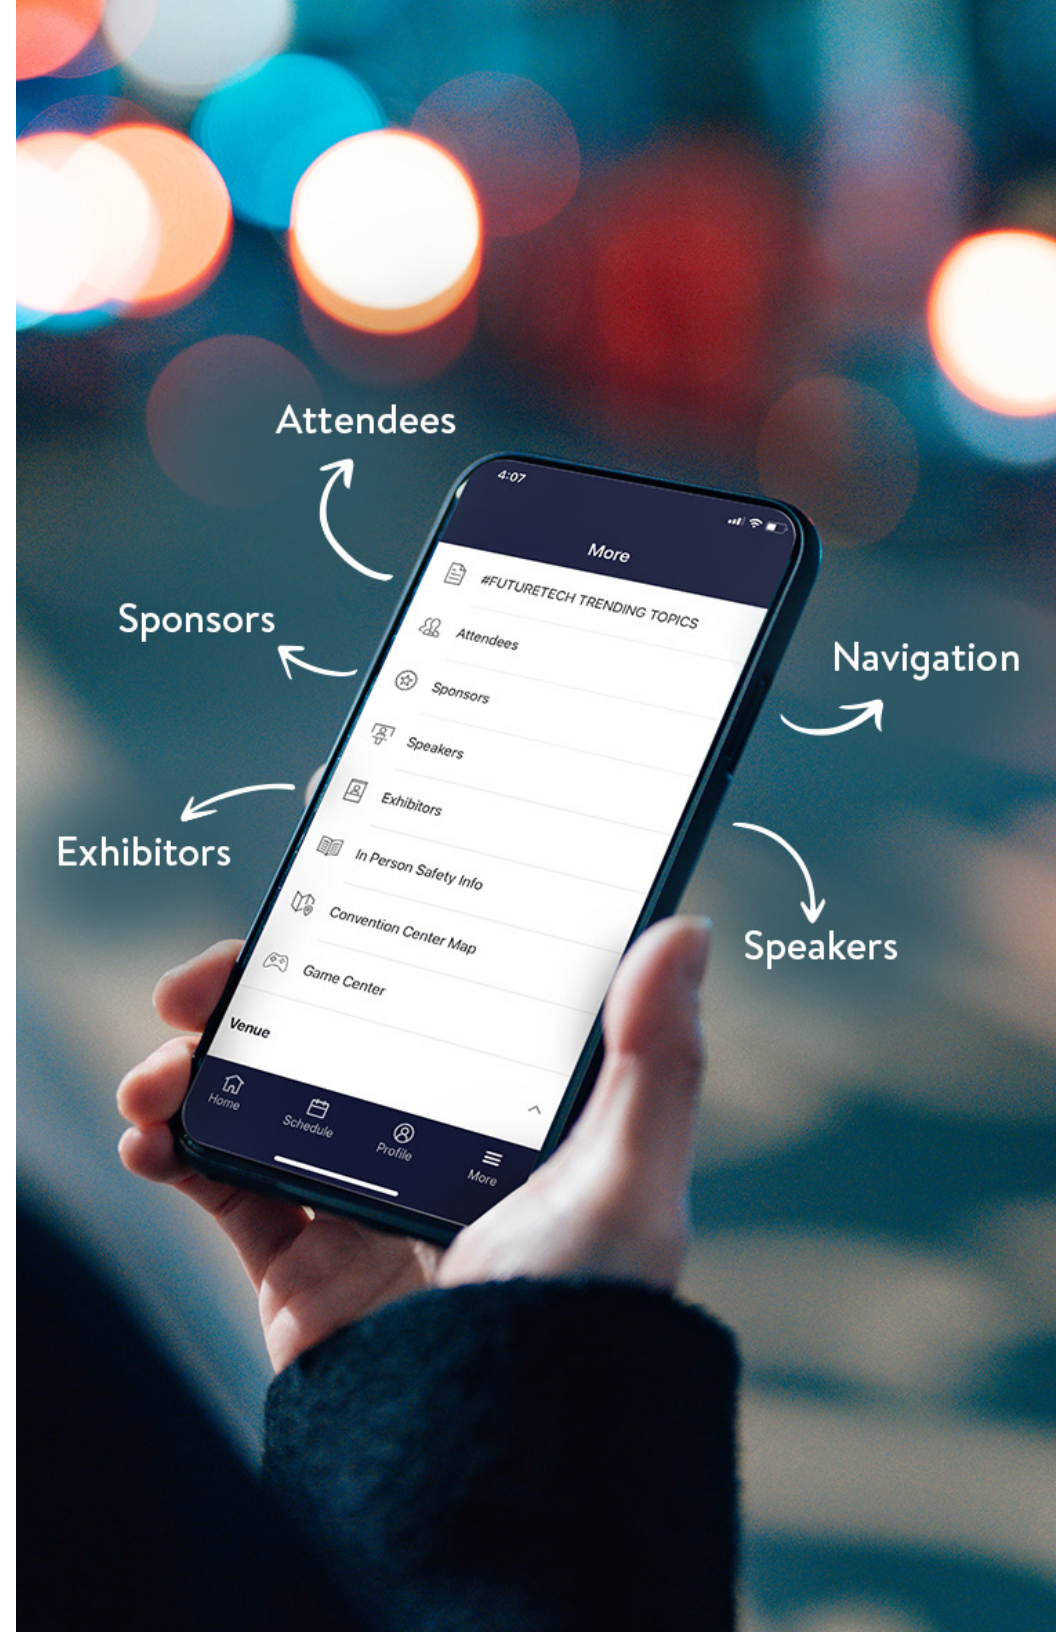 Attendees
Sponsors
Exhibitors
Navigation
Speakers
4:07
More
#FUTURETECH TRENDING TOPICS
Attendees
Sponsors
Speakers
Exhibitors
In Person Safety Info
Convention Center Map
Game Center
Venue
Home
Schedule
Profile
More